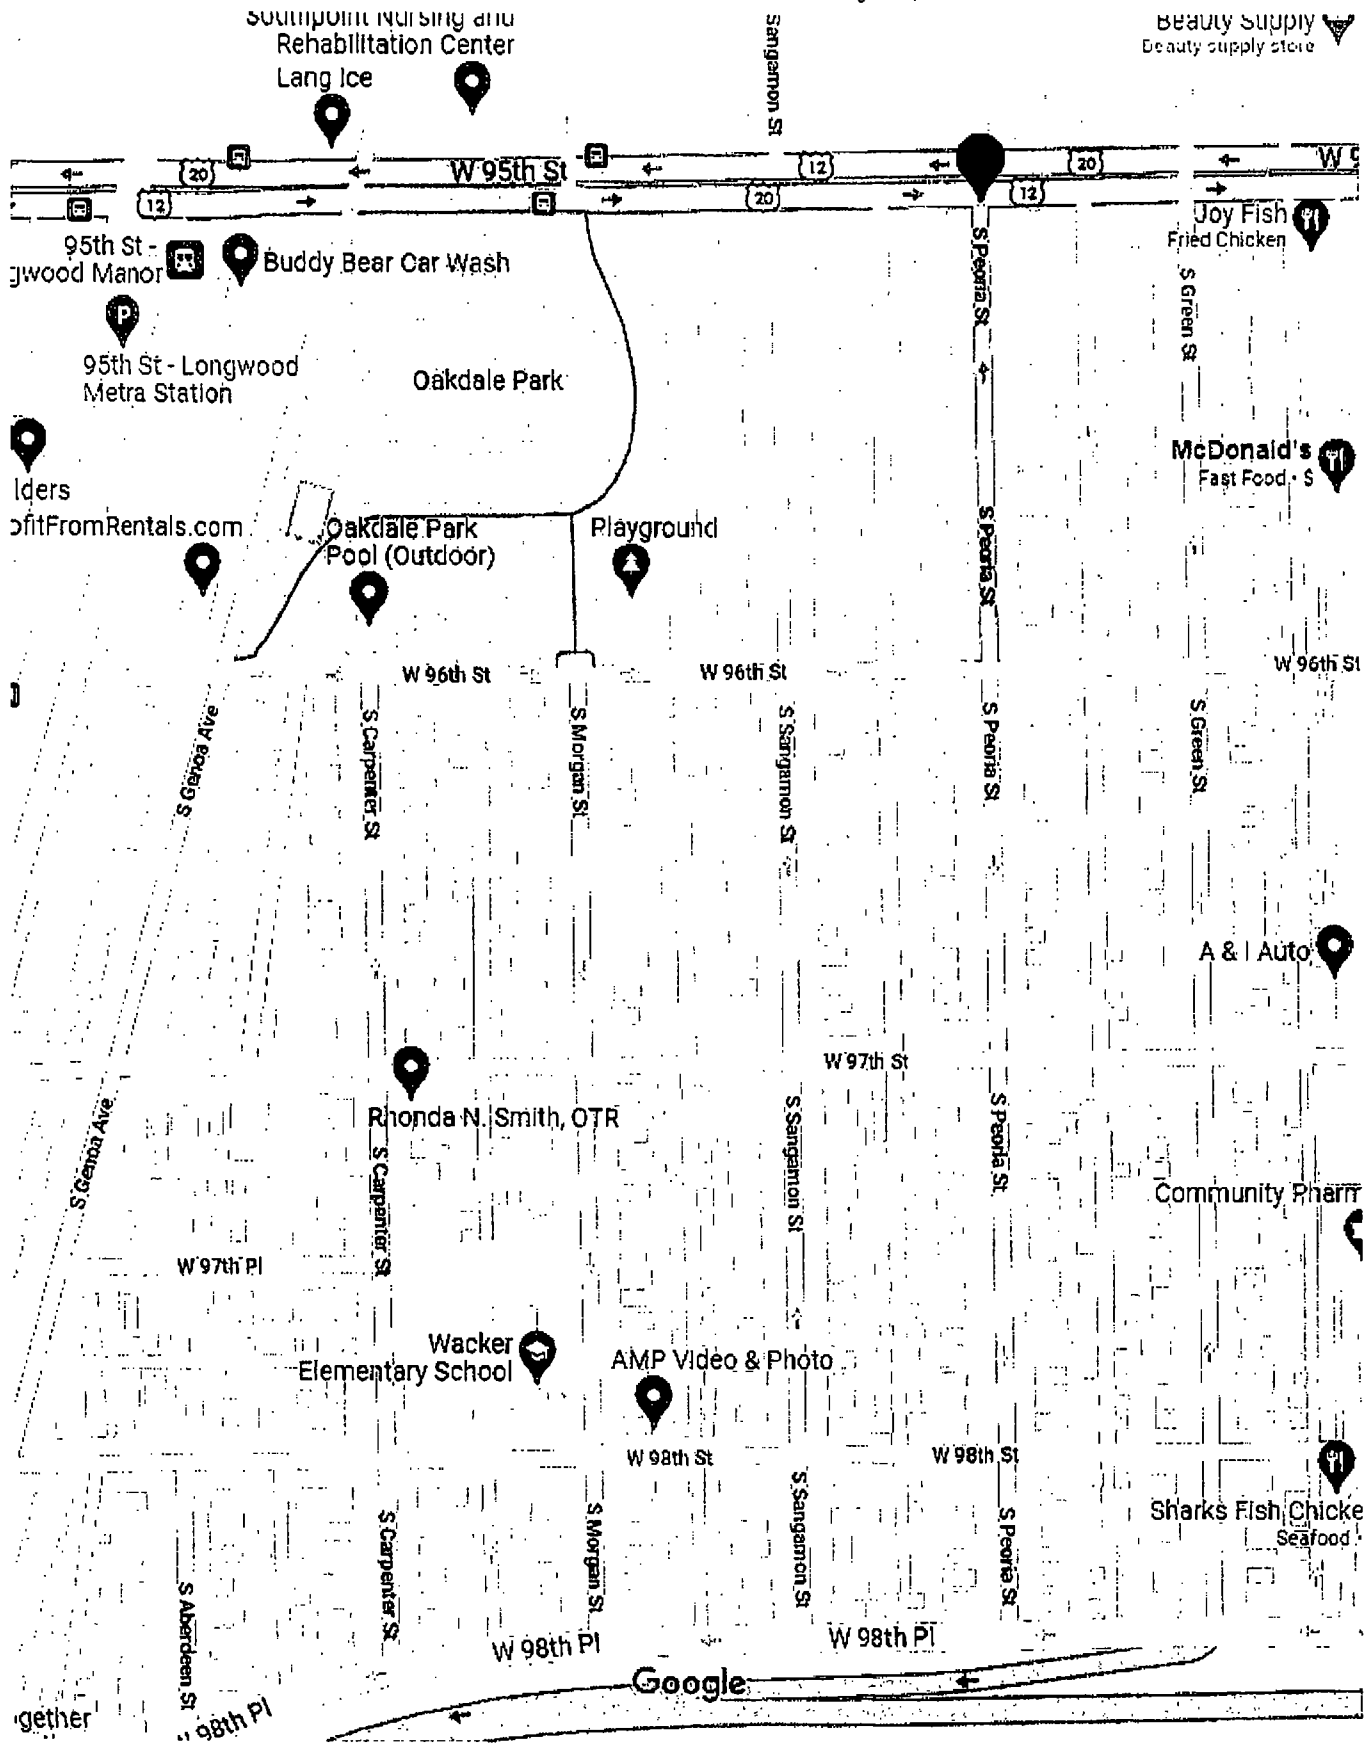 Southpoint Nursing and
Rehabilitation Center
Lang Ice
Sangamon St
Beauty Supply
Beauty supply store
20
W 95th St
12
20
W 9
12
20
12
Joy Fish
Fried Chicken
95th St -
gwood Manor
Buddy Bear Car Wash
S Peoria St
S Green St
P
95th St - Longwood
Metra Station
Oakdale Park
McDonald's
Fast Food · $
lders
ofitFromRentals.com
Oakdale Park
Pool (Outdoor)
Playground
S Peoria St
W 96th St
W 96th St
W 96th St
S Genoa Ave
S Carpenter St
S Morgan St
S Sangamon St
S Peoria St
S Green St
A & I Auto
W 97th St
Rhonda N. Smith, OTR
S Genoa Ave
S Carpenter St
S Sangamon St
S Peoria St
Community Pharm
W 97th Pl
Wacker
Elementary School
AMP Video & Photo
W 98th St
W 98th St
Sharks Fish Chicke
Seafood ·
S Aberdeen St
S Carpenter St
S Morgan St
S Sangamon St
S Peoria St
W 98th Pl
W 98th Pl
Google
gether
98th Pl